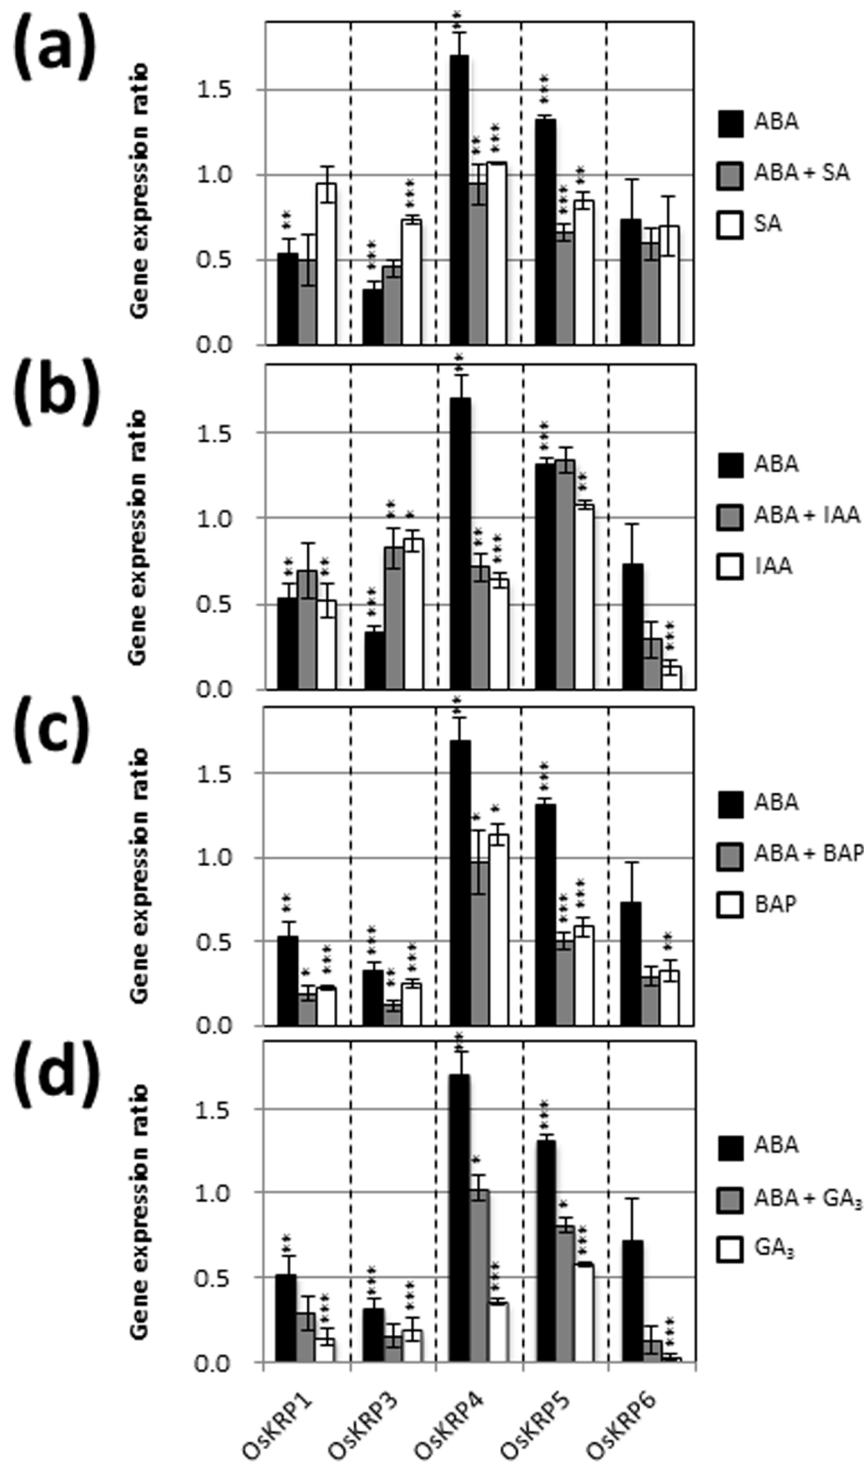 (a)
Gene expression ratio
**
**
***
***
**
**
***
***
***
**
1.5
1.0
0.5
0.0
ABA
ABA + SA
SA
(b)
Gene expression ratio
**
**
***
**
*
**
**
***
***
**
***
1.5
1.0
0.5
0.0
ABA
ABA + IAA
IAA
(c)
Gene expression ratio
**
*
***
***
**
***
**
*
*
***
***
***
**
1.5
1.0
0.5
0.0
ABA
ABA + BAP
BAP
(d)
Gene expression ratio
**
***
***
***
**
*
***
***
*
***
***
1.5
1.0
0.5
0.0
ABA
ABA + GA₃
GA₃
OsKRP1
OsKRP3
OsKRP4
OsKRP5
OsKRP6